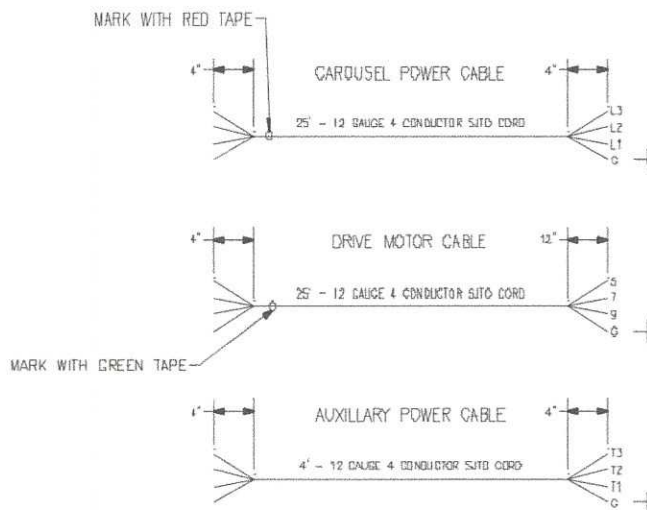 MARK WITH RED TAPE
4" CAROUSEL POWER CABLE 4"
25' - 12 GAUGE 4 CONDUCTOR SJTO CORD
L3
L2
L1
G
4" DRIVE MOTOR CABLE 12"
25' - 12 GAUGE 4 CONDUCTOR SJTO CORD
5
7
9
G
MARK WITH GREEN TAPE
4" AUXILLARY POWER CABLE 4"
4' - 12 GAUGE 4 CONDUCTOR SJTO CORD
T3
T2
T1
G